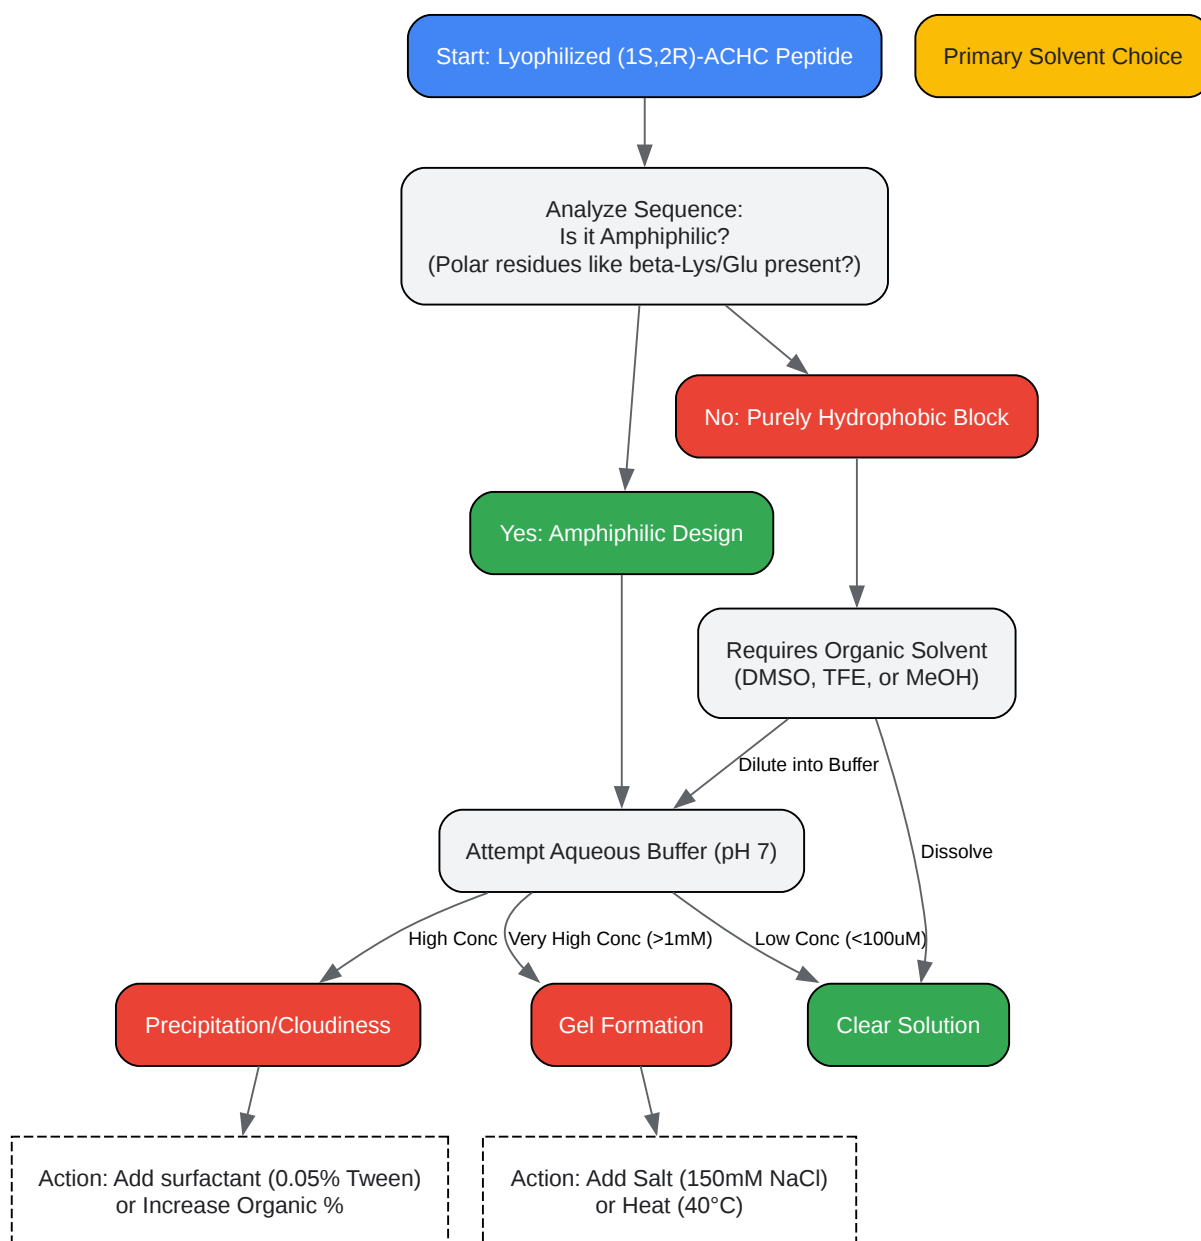 Start: Lyophilized (1S,2R)-ACHC Peptide
Primary Solvent Choice
Analyze Sequence:
Is it Amphiphilic?
(Polar residues like beta-Lys/Glu present?)
No: Purely Hydrophobic Block
Yes: Amphiphilic Design
Requires Organic Solvent
(DMSO, TFE, or MeOH)
Dilute into Buffer
Attempt Aqueous Buffer (pH 7)
Dissolve
High Conc
Very High Conc (>1mM)
Low Conc (<100uM)
Precipitation/Cloudiness
Gel Formation
Clear Solution
Action: Add surfactant (0.05% Tween)
or Increase Organic %
Action: Add Salt (150mM NaCl)
or Heat (40°C)